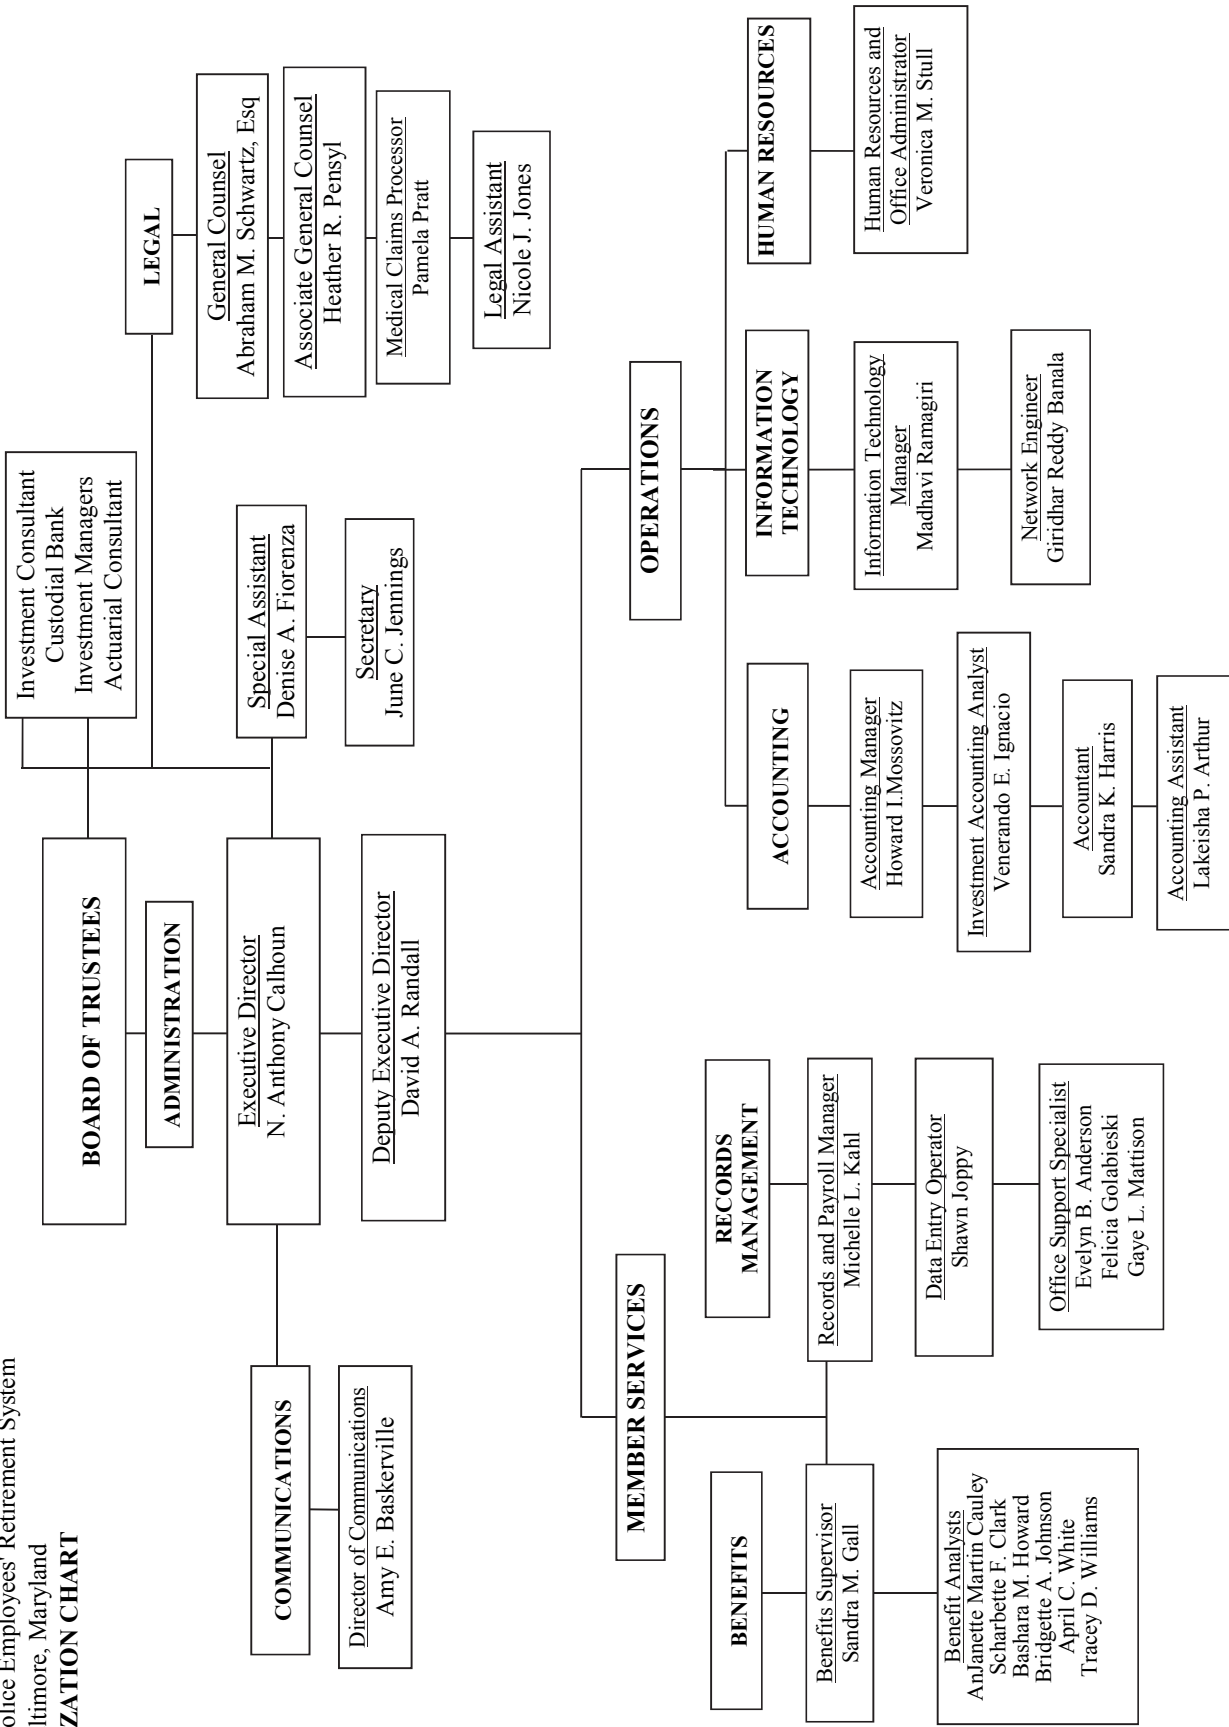 olice Employees' Retirement System
ltimore, Maryland
ZATION CHART
BOARD OF TRUSTEES
Investment Consultant
Custodial Bank
Investment Managers
Actuarial Consultant
ADMINISTRATION
LEGAL
Executive Director
N. Anthony Calhoun
Special Assistant
Denise A. Fiorenza
Secretary
June C. Jennings
General Counsel
Abraham M. Schwartz, Esq
Associate General Counsel
Heather R. Pensyl
Medical Claims Processor
Pamela Pratt
Legal Assistant
Nicole J. Jones
COMMUNICATIONS
Director of Communications
Amy E. Baskerville
Deputy Executive Director
David A. Randall
MEMBER SERVICES
OPERATIONS
BENEFITS
Benefits Supervisor
Sandra M. Gall
Benefit Analysts
AnJanette Martin Cauley
Scharbette F. Clark
Bashara M. Howard
Bridgette A. Johnson
April C. White
Tracey D. Williams
RECORDS
MANAGEMENT
Records and Payroll Manager
Michelle L. Kahl
Data Entry Operator
Shawn Joppy
Office Support Specialist
Evelyn B. Anderson
Felicia Golabieski
Gaye L. Mattison
ACCOUNTING
Accounting Manager
Howard I.Mossovitz
Investment Accounting Analyst
Venerando E. Ignacio
Accountant
Sandra K. Harris
Accounting Assistant
Lakeisha P. Arthur
INFORMATION
TECHNOLOGY
Information Technology
Manager
Madhavi Ramagiri
Network Engineer
Giridhar Reddy Banala
HUMAN RESOURCES
Human Resources and
Office Administrator
Veronica M. Stull